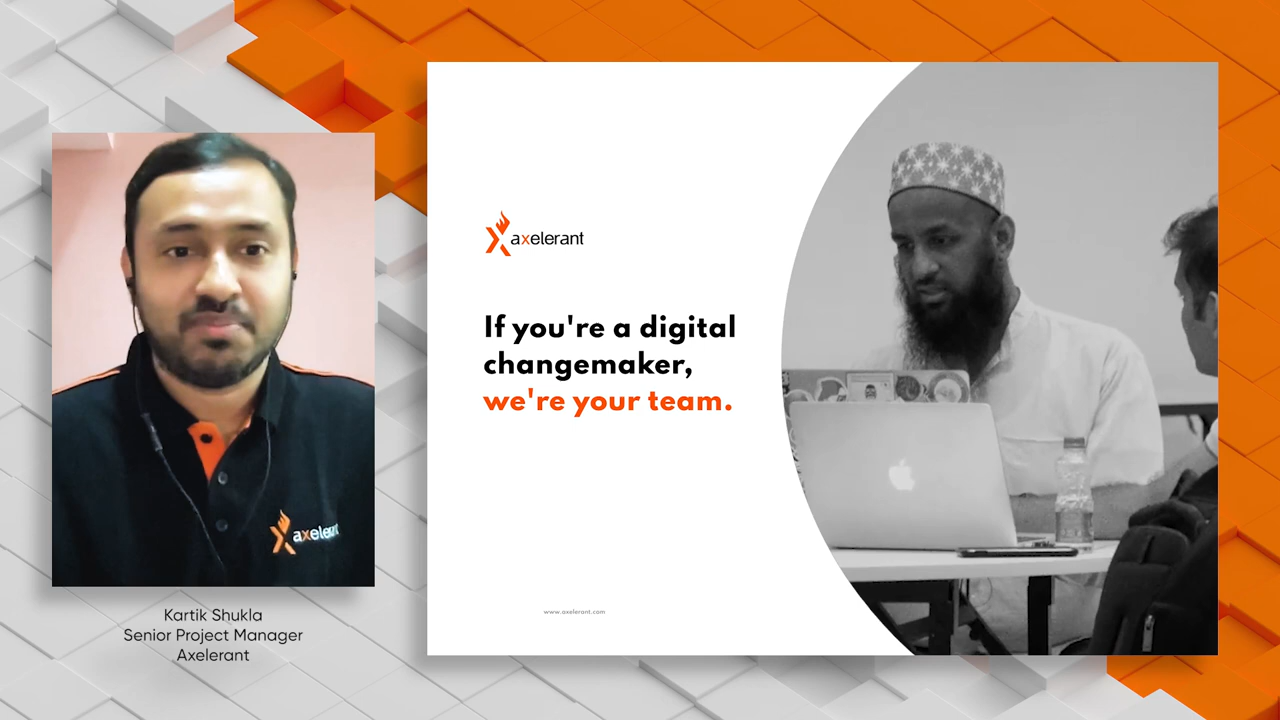 axelerant
If you're a digital
changemaker,
we're your team.
www.axelerant.com
axelerant
Kartik Shukla
Senior Project Manager
Axelerant